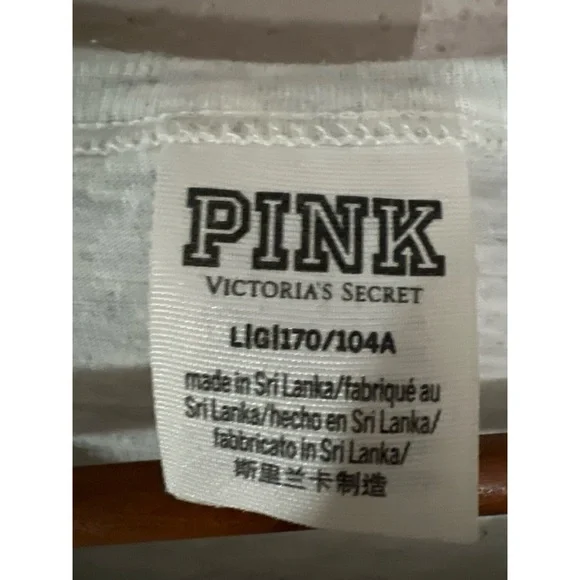 PINK
VICTORIA'S SECRET
L|G|170/104A
made in Sri Lanka/fabriqué au
Sri Lanka/hecho en Sri Lanka/
fabbricato in Sri Lanka/
斯里兰卡制造